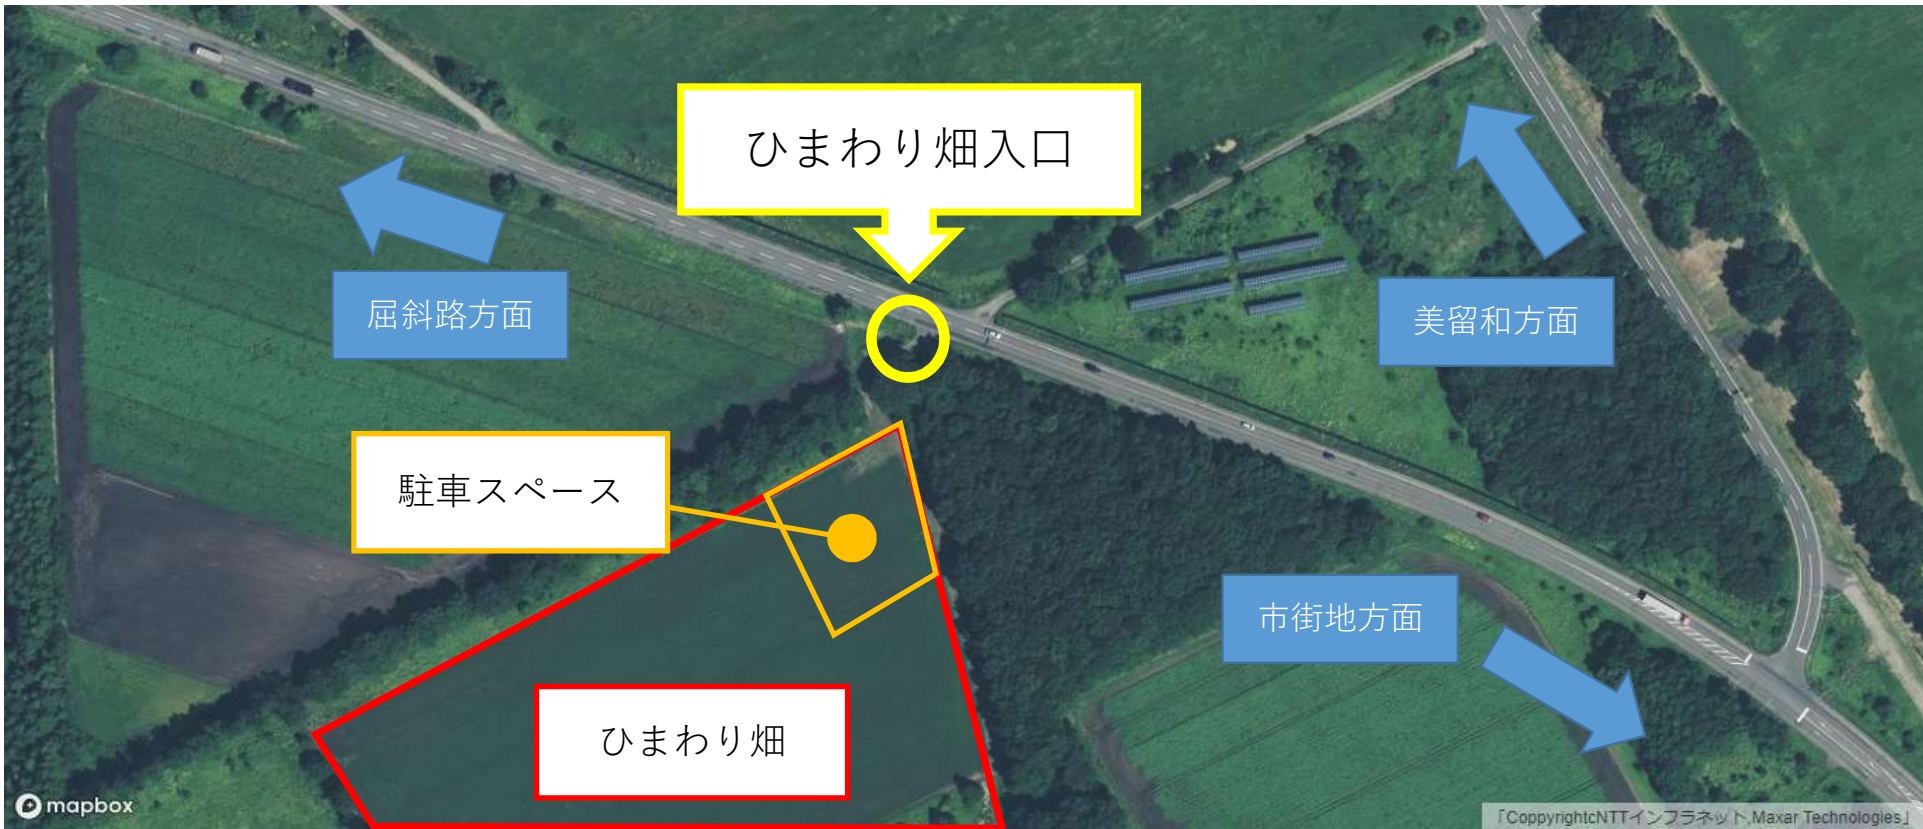 ひまわり畑入口
屈斜路方面
美留和方面
駐車スペース
市街地方面
ひまわり畑
mapbox
「CoppyrightcNTTインフラネット,Maxar Technologies」